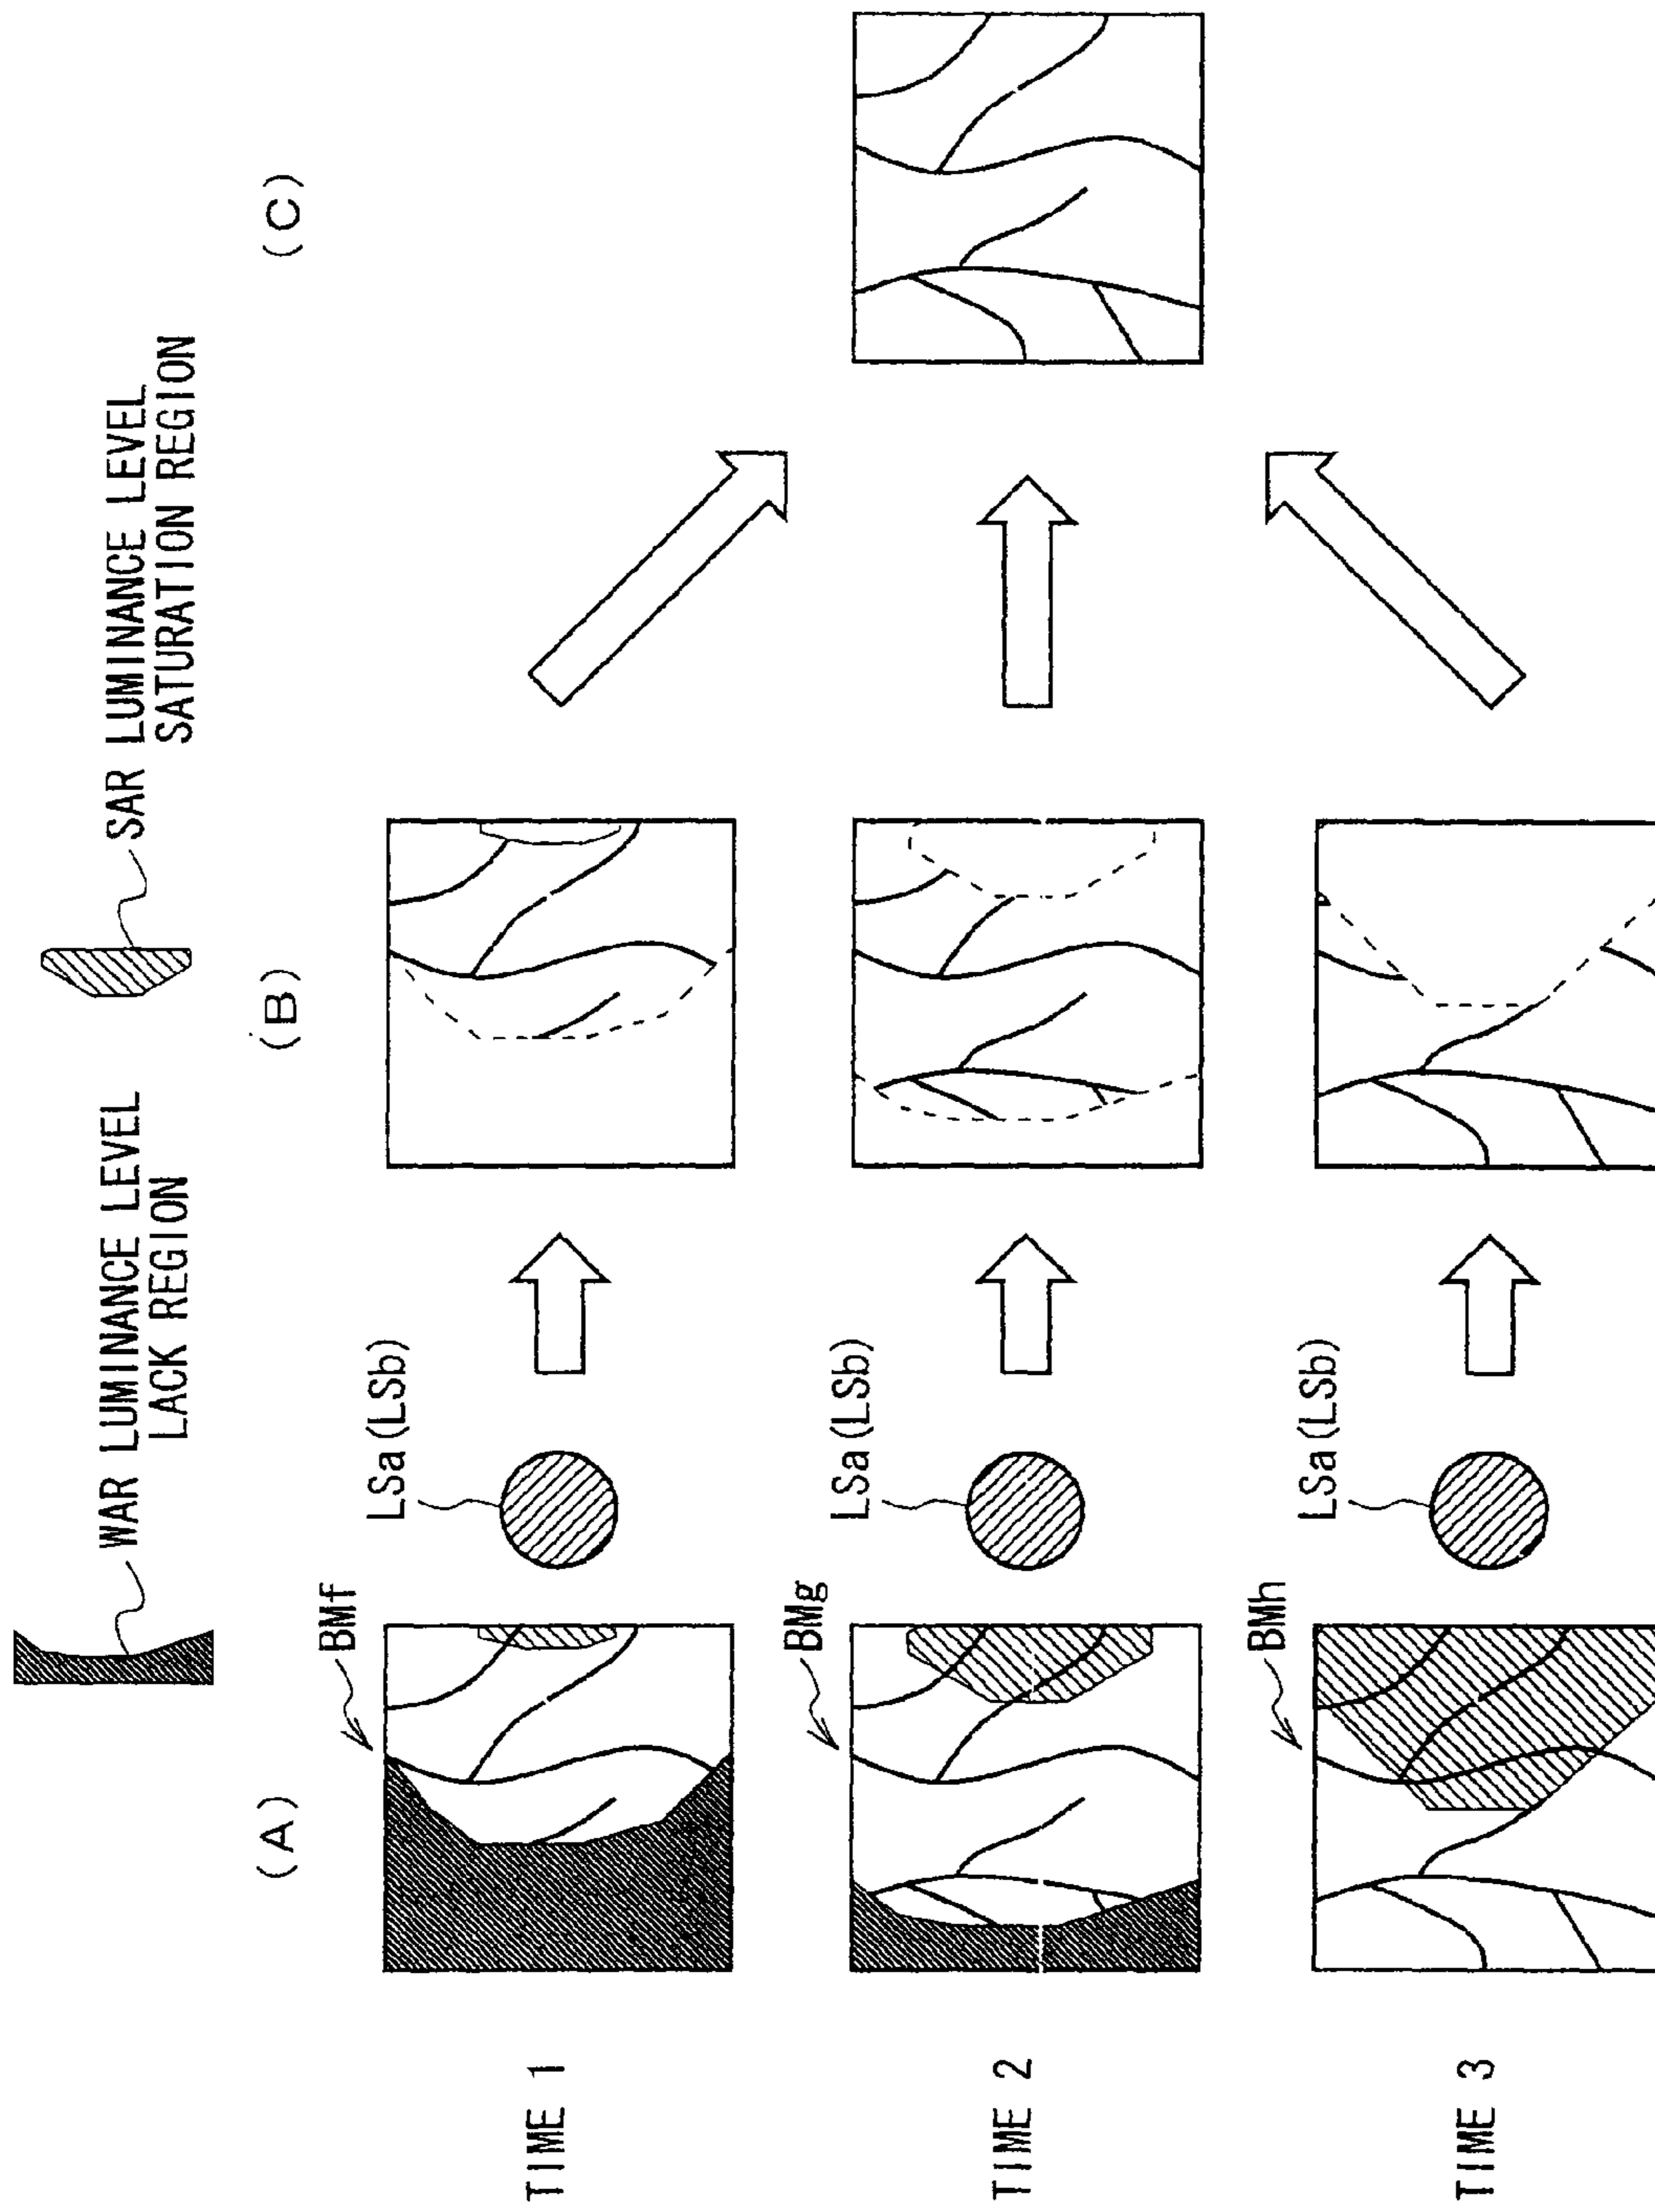 WAR LUMINANCE LEVEL
LACK REGION
SAR LUMINANCE LEVEL
SATURATION REGION
(A)
(B)
(C)
TIME 1
BMf
LSa(LSb)
TIME 2
BMg
LSa(LSb)
TIME 3
BMh
LSa(LSb)